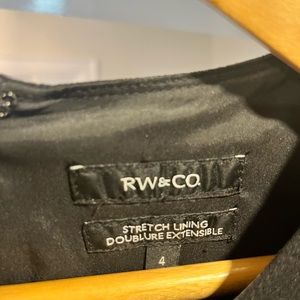 RW&CO.
STRETCH LINING
DOUBLURE EXTENSIBLE
4